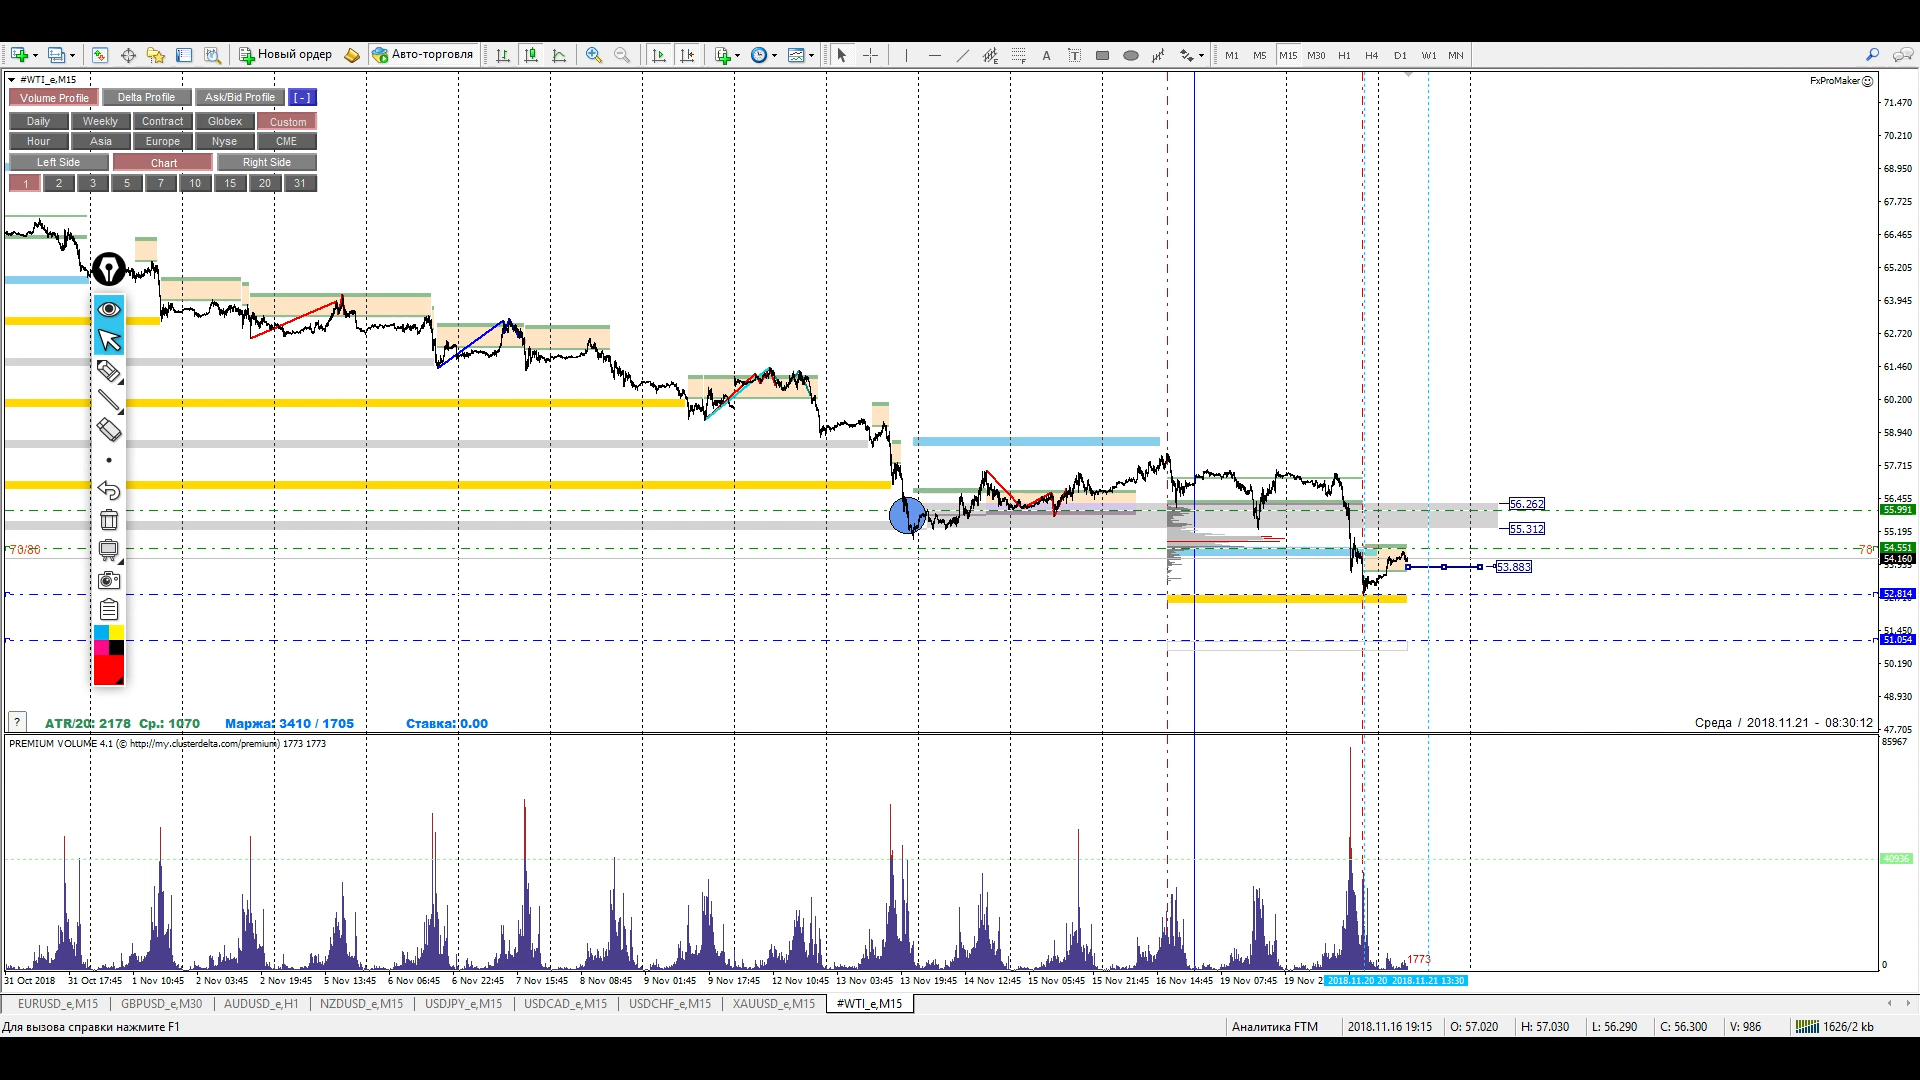 Новый ордер Авто-торговля A T M1 M5 M15 M30 H1 H4 D1 W1 MN
#WTI_e,M15
FxProMaker
Volume Profile Delta Profile Ask/Bid Profile [-]
Daily Weekly Contract Globex Custom
Hour Asia Europe Nyse CME
Left Side Chart Right Side
1 2 3 5 7 10 15 20 31
71.470
70.210
68.950
67.725
66.465
65.205
63.945
62.720
61.460
60.200
58.940
57.715
56.455
56.262
55.991
55.195
55.312
70/80
54.551
54.160
53.883
52.814
51.450
51.054
50.190
48.930
47.705
? ATR/20: 2178 Ср.: 1070 Маржа: 3410 / 1705 Ставка: 0.00
Среда / 2018.11.21 - 08:30:12
PREMIUM VOLUME 4.1 (© http://my.clusterdelta.com/premium) 1773 1773
85967
40936
1773
0
31 Oct 2018 31 Oct 17:45 1 Nov 10:45 2 Nov 03:45 2 Nov 19:45 5 Nov 13:45 6 Nov 06:45 6 Nov 22:45 7 Nov 15:45 8 Nov 08:45 9 Nov 01:45 9 Nov 17:45 12 Nov 10:45 13 Nov 03:45 13 Nov 19:45 14 Nov 12:45 15 Nov 05:45 15 Nov 21:45 16 Nov 14:45 19 Nov 07:45 19 Nov 2 2018.11.20 20 2018.11.21 13:30
EURUSD_e,M15 GBPUSD_e,M30 AUDUSD_e,H1 NZDUSD_e,M15 USDJPY_e,M15 USDCAD_e,M15 USDCHF_e,M15 XAUUSD_e,M15 #WTI_e,M15
Для вызова справки нажмите F1 Аналитика FTM 2018.11.16 19:15 O: 57.020 H: 57.030 L: 56.290 C: 56.300 V: 986 1626/2 kb